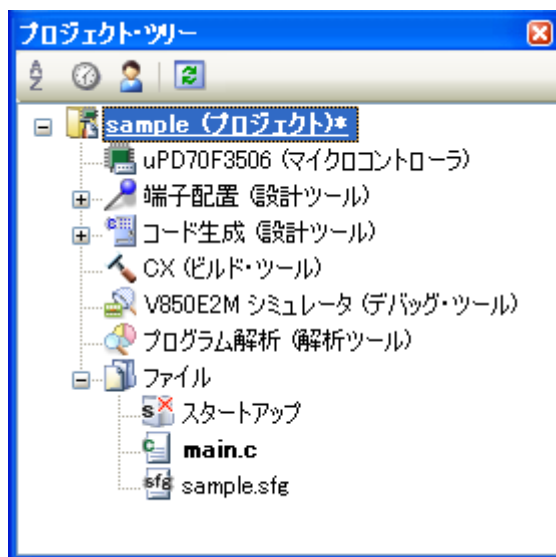 プロジェクト・ツリー
sample (プロジェクト)*
uPD70F3506 (マイクロコントローラ)
端子配置 (設計ツール)
コード生成 (設計ツール)
CX (ビルド・ツール)
V850E2M シミュレータ (デバッグ・ツール)
プログラム解析 (解析ツール)
ファイル
スタートアップ
main.c
sample.sfg